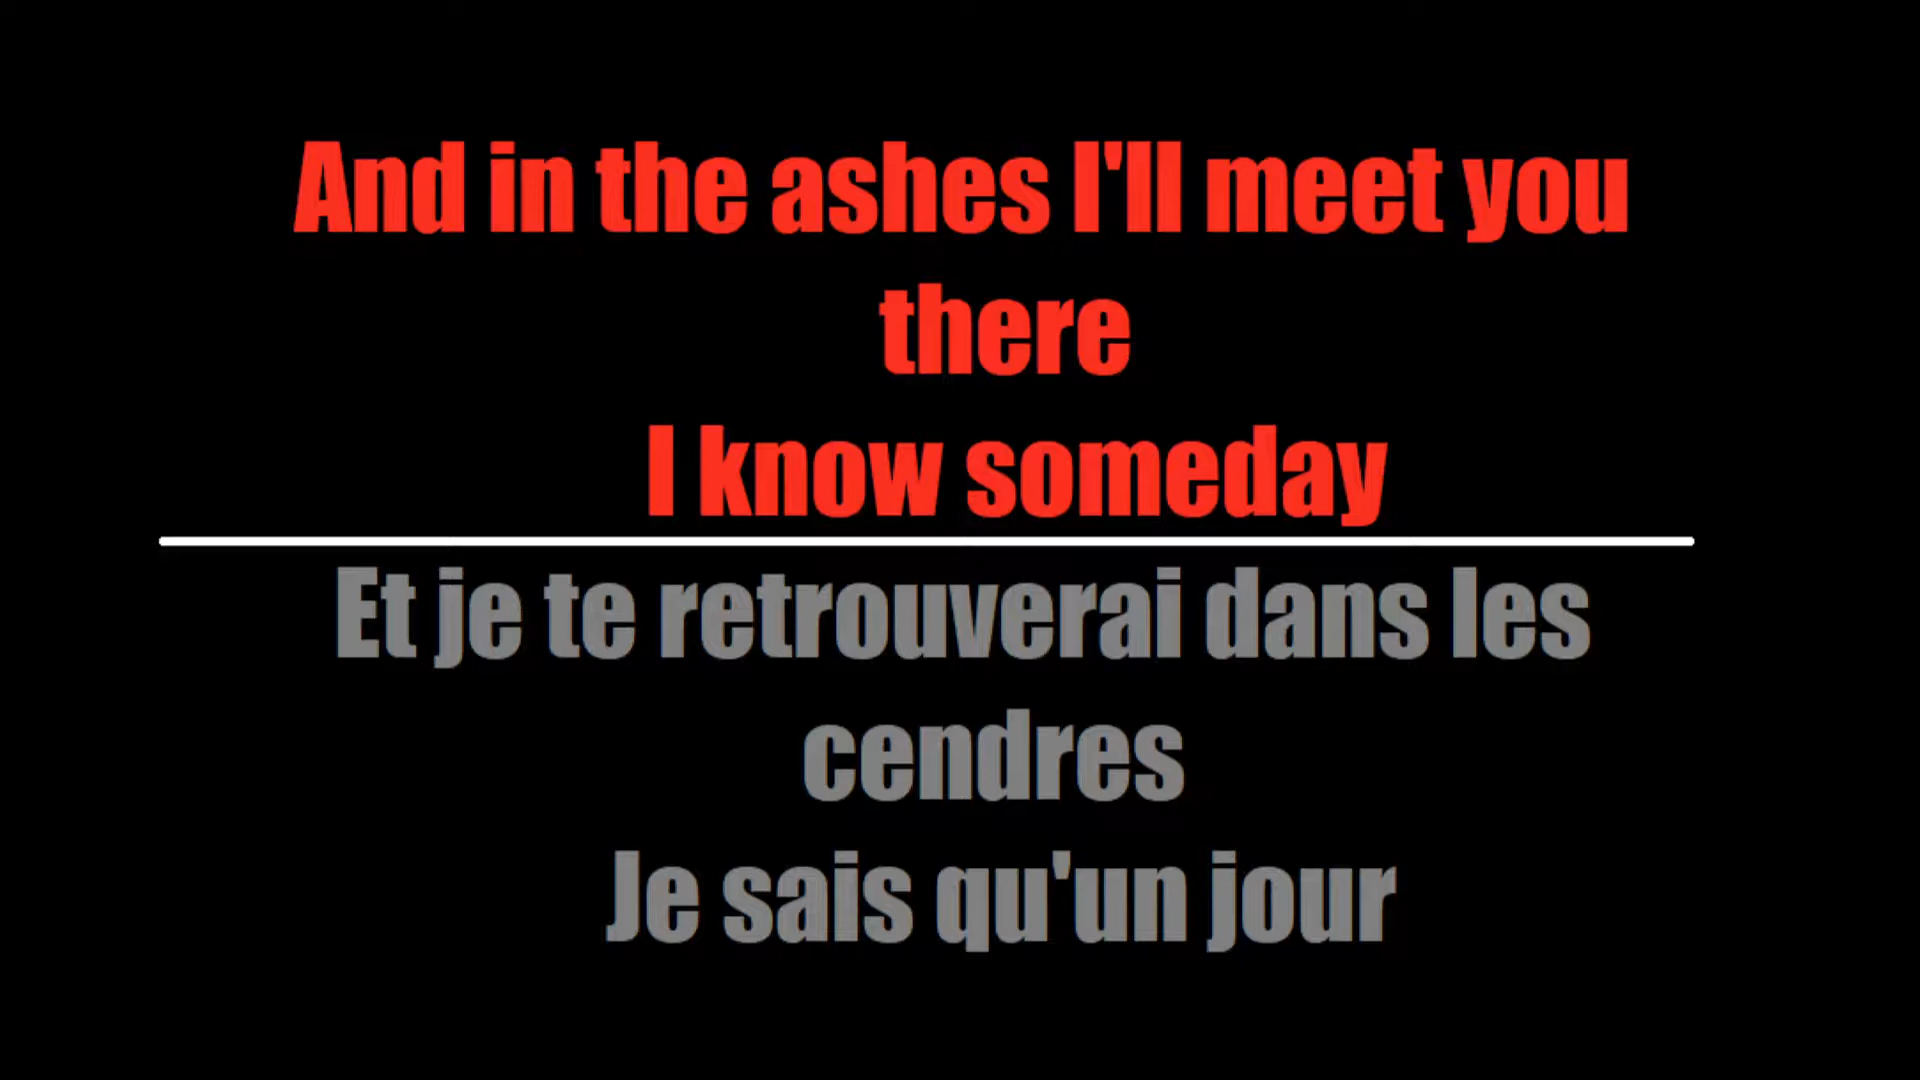 And in the ashes I'll meet you
there
I know someday
Et je te retrouverai dans les
cendres
Je sais qu'un jour